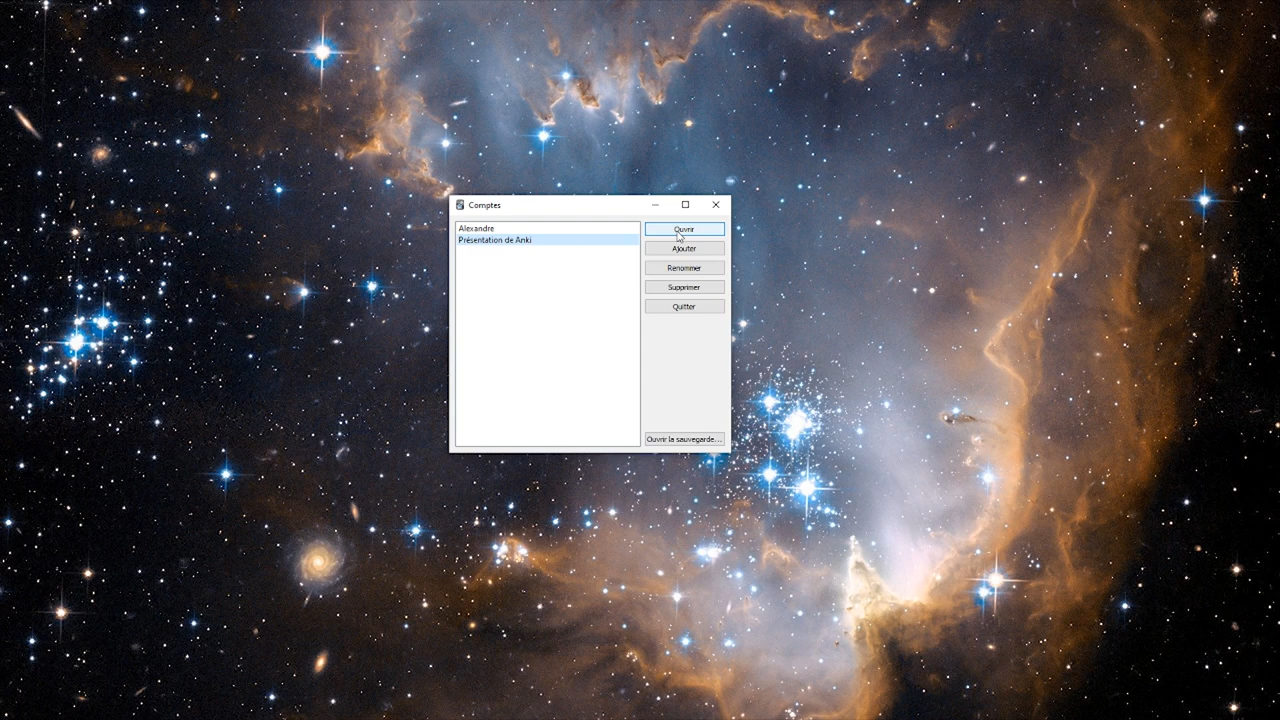 Comptes
Alexandre
Présentation de Anki
Ouvrir
Ajouter
Renommer
Supprimer
Quitter
Ouvrir la sauvegarde...